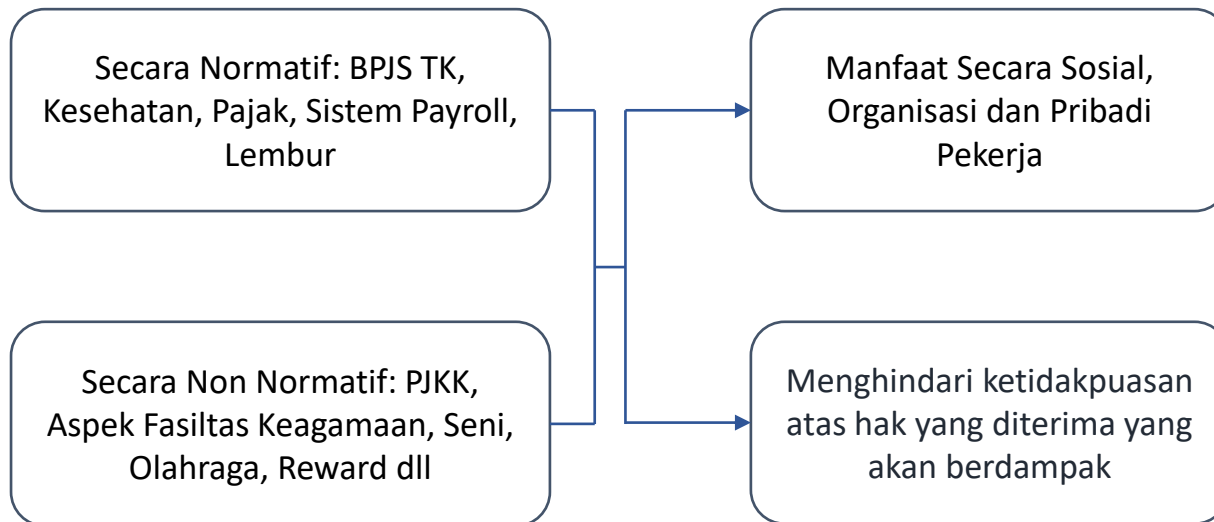 Secara Normatif: BPJS TK,
Kesehatan, Pajak, Sistem Payroll,
Lembur
Manfaat Secara Sosial,
Organisasi dan Pribadi
Pekerja
Secara Non Normatif: PJKK,
Aspek Fasiltas Keagamaan, Seni,
Olahraga, Reward dll
Menghindari ketidakpuasan
atas hak yang diterima yang
akan berdampak